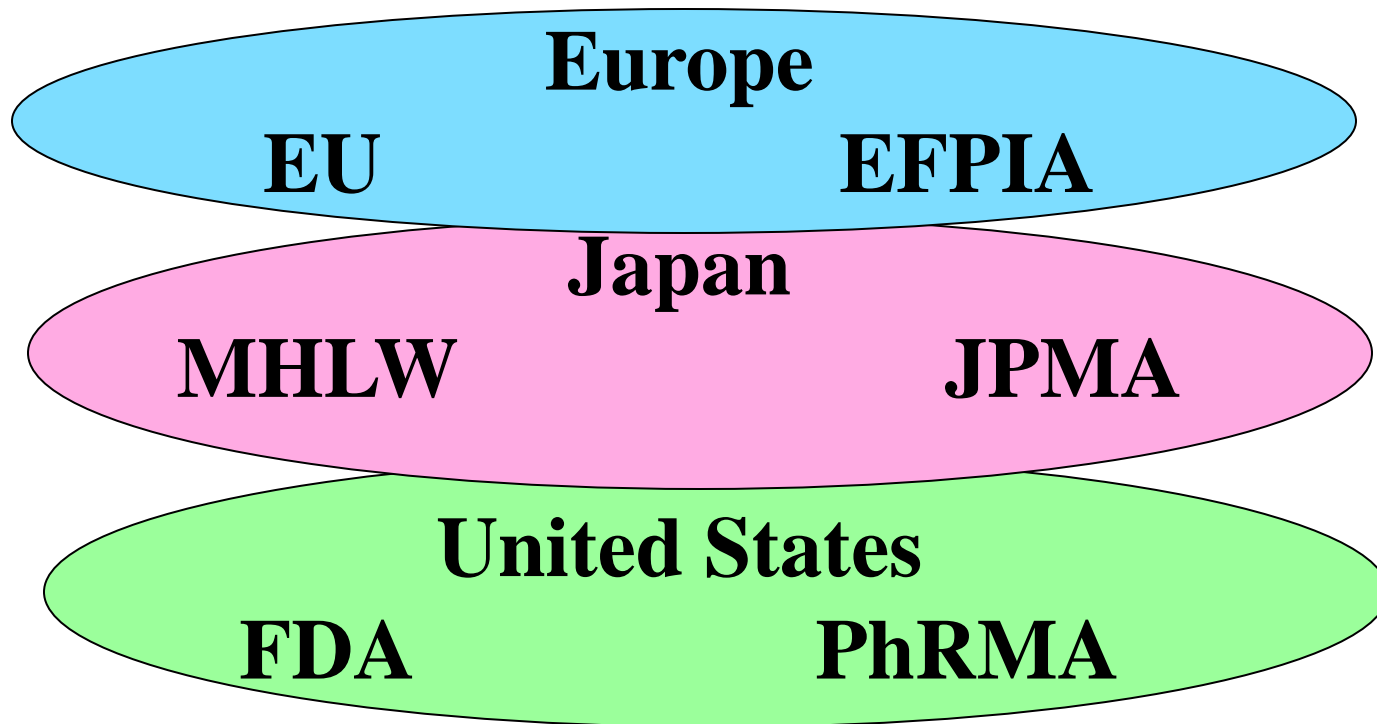 Europe
EU EFPIA
Japan
MHLW JPMA
United States
FDA PhRMA